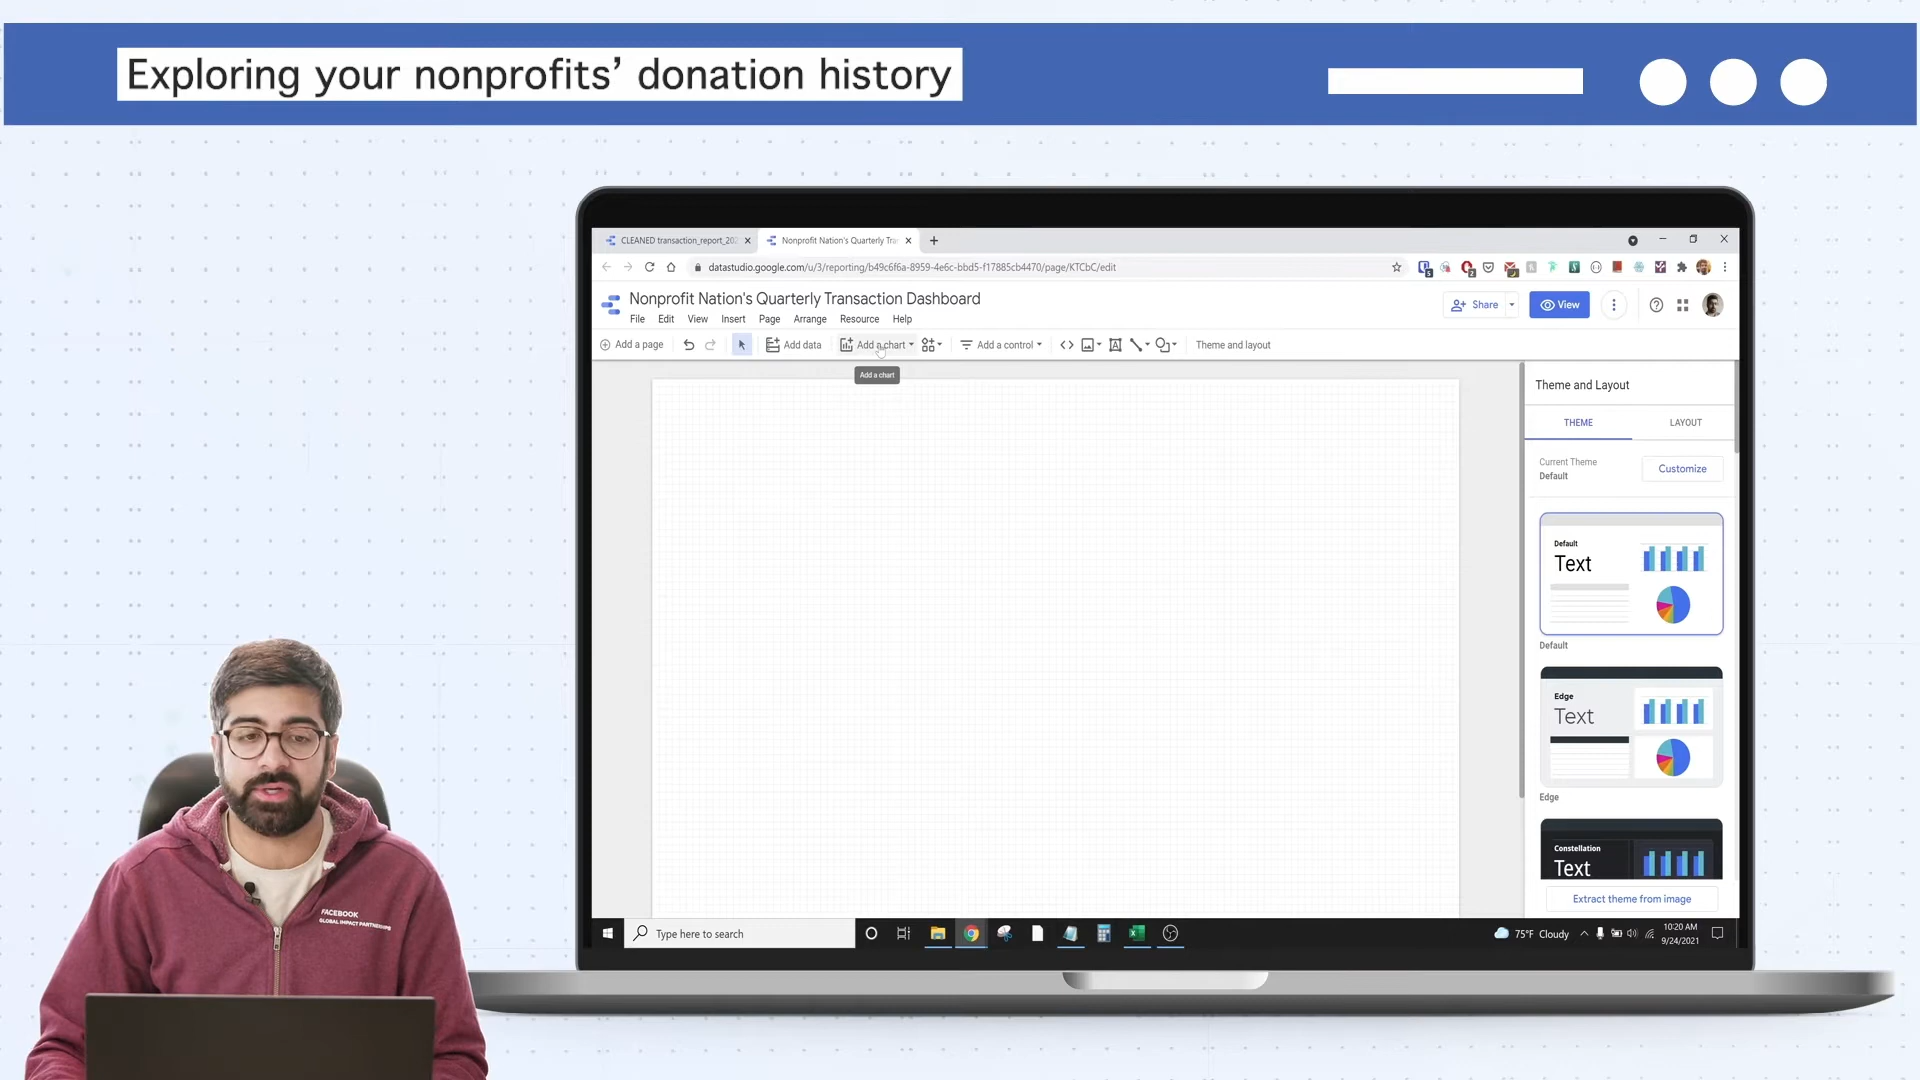 Exploring your nonprofits’ donation history
CLEANED transaction_report_202
Nonprofit Nation's Quarterly Tra
datastudio.google.com/u/3/reporting/b49c6f6a-8959-4e6c-bbd5-f17885cb4470/page/KTCbC/edit
Nonprofit Nation's Quarterly Transaction Dashboard
Share
View
File Edit View Insert Page Arrange Resource Help
Add a page
Add data
Add a chart
Add a control
Theme and layout
Add a chart
Theme and Layout
THEME LAYOUT
Current Theme
Default
Customize
Default
Text
Default
Edge
Text
Edge
Constellation
Text
Extract theme from image
FACEBOOK
GLOBAL IMPACT PARTNERSHIPS
Type here to search
75°F Cloudy
10:20 AM
9/24/2021